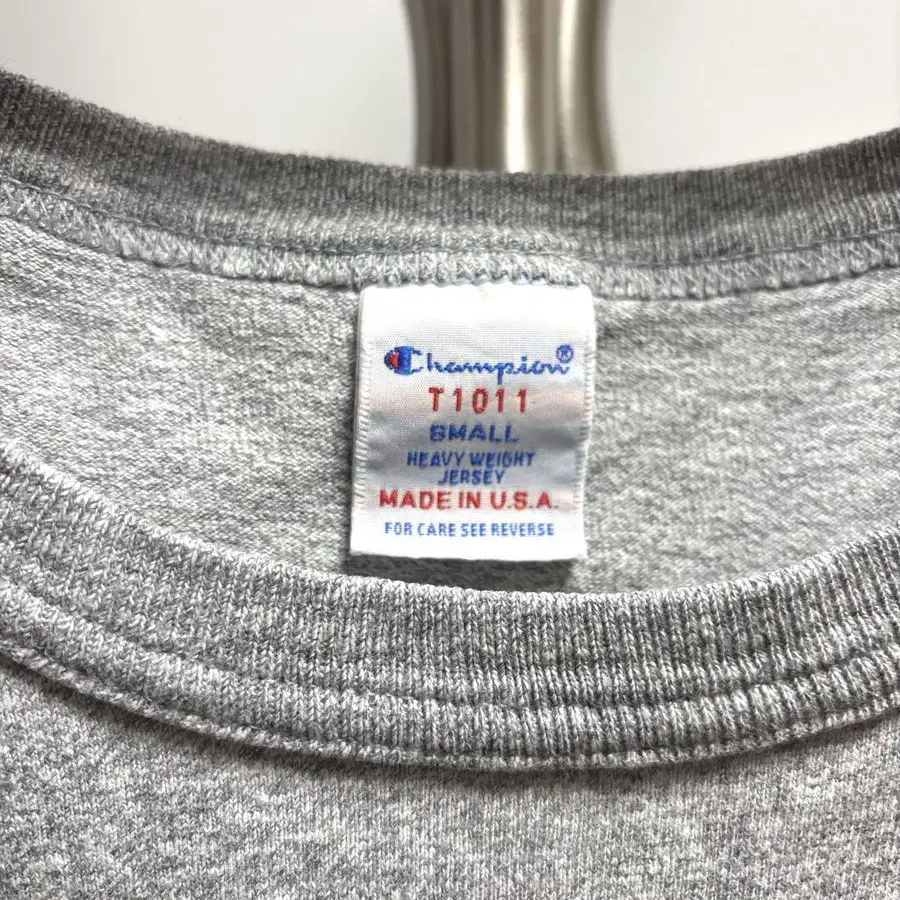 Champion®
T1011
SMALL
HEAVY WEIGHT
JERSEY
MADE IN U.S.A.
FOR CARE SEE REVERSE